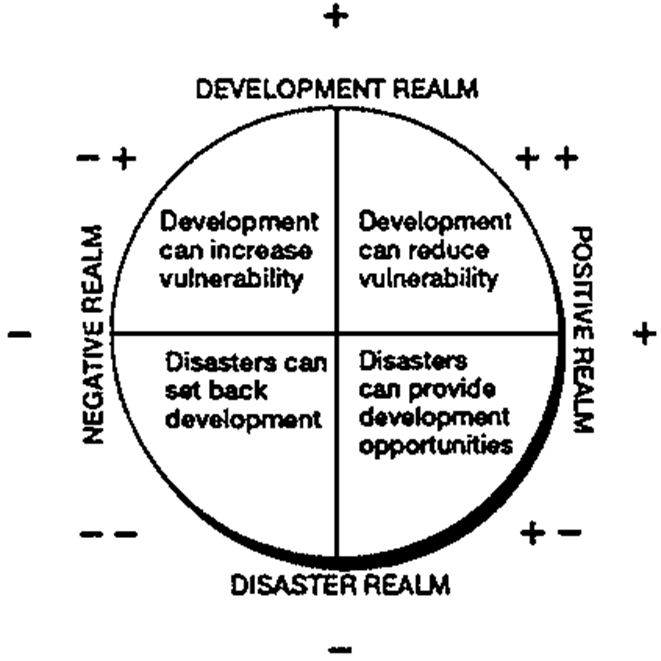 +
DEVELOPMENT REALM
- +
+ +
Development
can increase
vulnerability
Development
can reduce
vulnerability
NEGATIVE REALM
POSITIVE REALM
-
+
Disasters can
set back
development
Disasters
can provide
development
opportunities
- -
+ -
DISASTER REALM
-